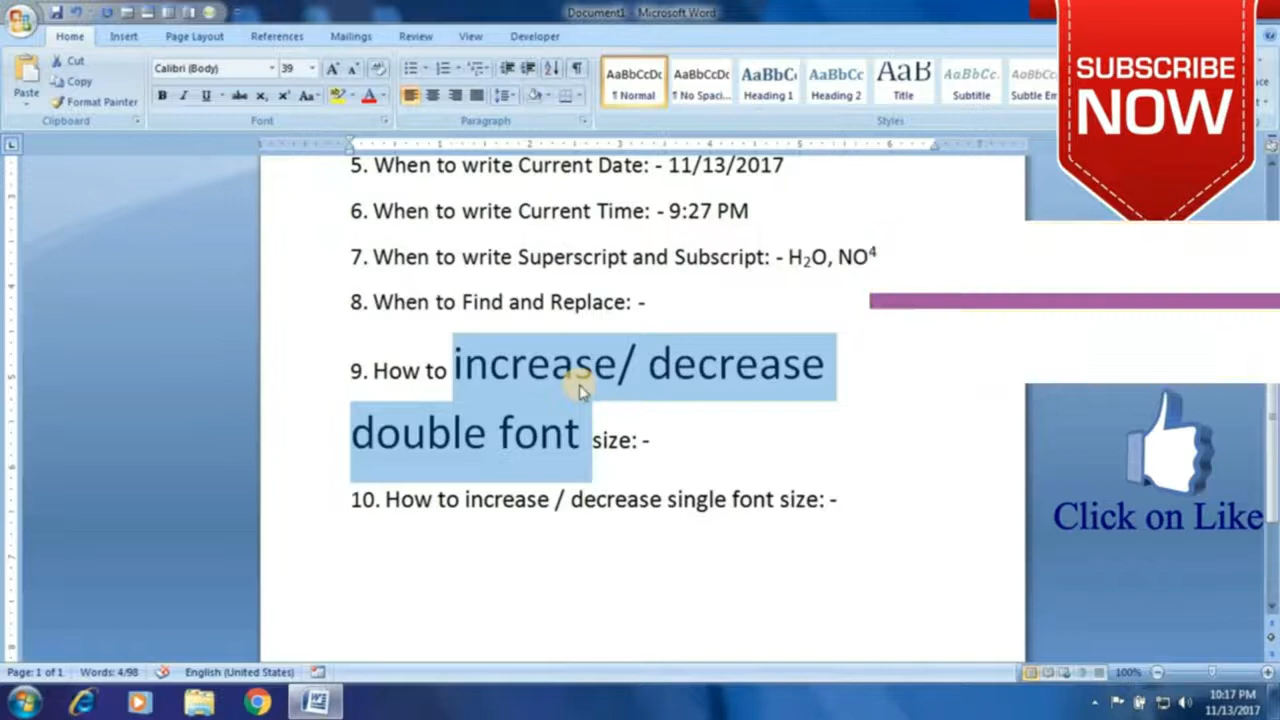 Document1 - Microsoft Word
Home Insert Page Layout References Mailings Review View Developer
Cut
Copy
Format Painter
Paste
Calibri (Body) 39
AaBbCcDc AaBbCcDc AaBbC AaBbCc AaB AaBbCc. AaBbCc
¶ Normal ¶ No Spaci... Heading 1 Heading 2 Title Subtitle Subtle Em
Clipboard Font Paragraph Styles
SUBSCRIBE
NOW
5. When to write Current Date: - 11/13/2017
6. When to write Current Time: - 9:27 PM
7. When to write Superscript and Subscript: - H₂O, NO⁴
8. When to Find and Replace: -
9. How to increase/ decrease
double font size: -
10. How to increase / decrease single font size: -
Click on Like
Page: 1 of 1 Words: 4/98 English (United States) 100%
10:17 PM
11/13/2017